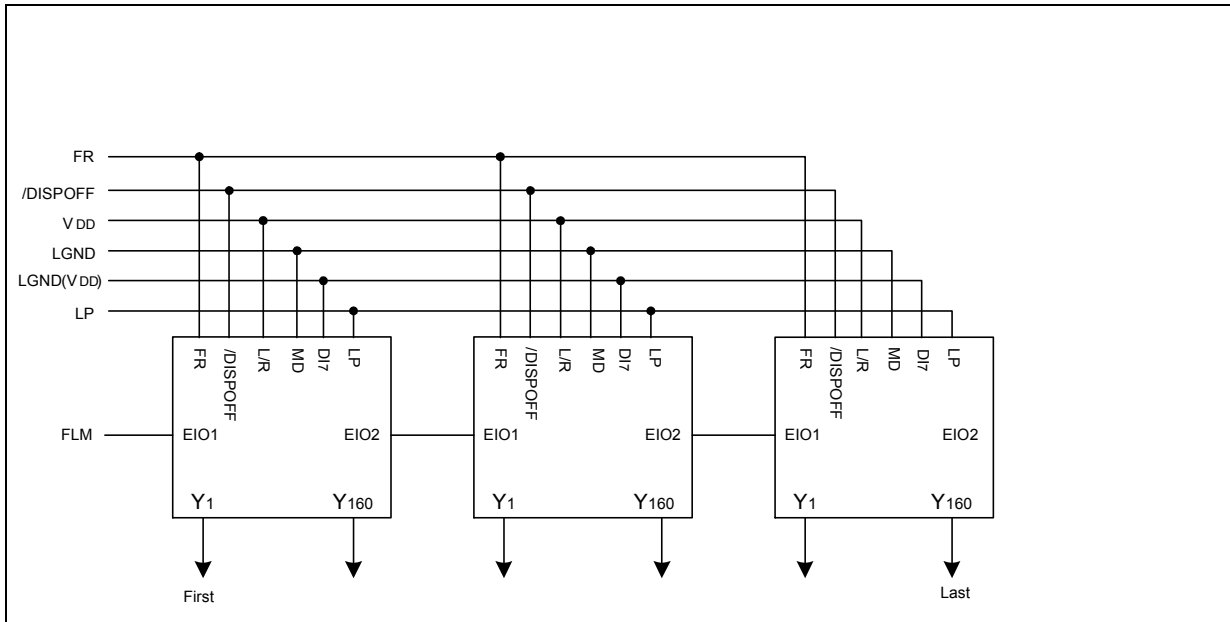 FR
/DISPOFF
VDD
LGND
LGND(VDD)
LP
FR /DISPOFF L/R MD DI7 LP
FR /DISPOFF L/R MD DI7 LP
FR /DISPOFF L/R MD DI7 LP
FLM
EIO1 EIO2
EIO1 EIO2
EIO1 EIO2
Y1 Y160
Y1 Y160
Y1 Y160
First
Last